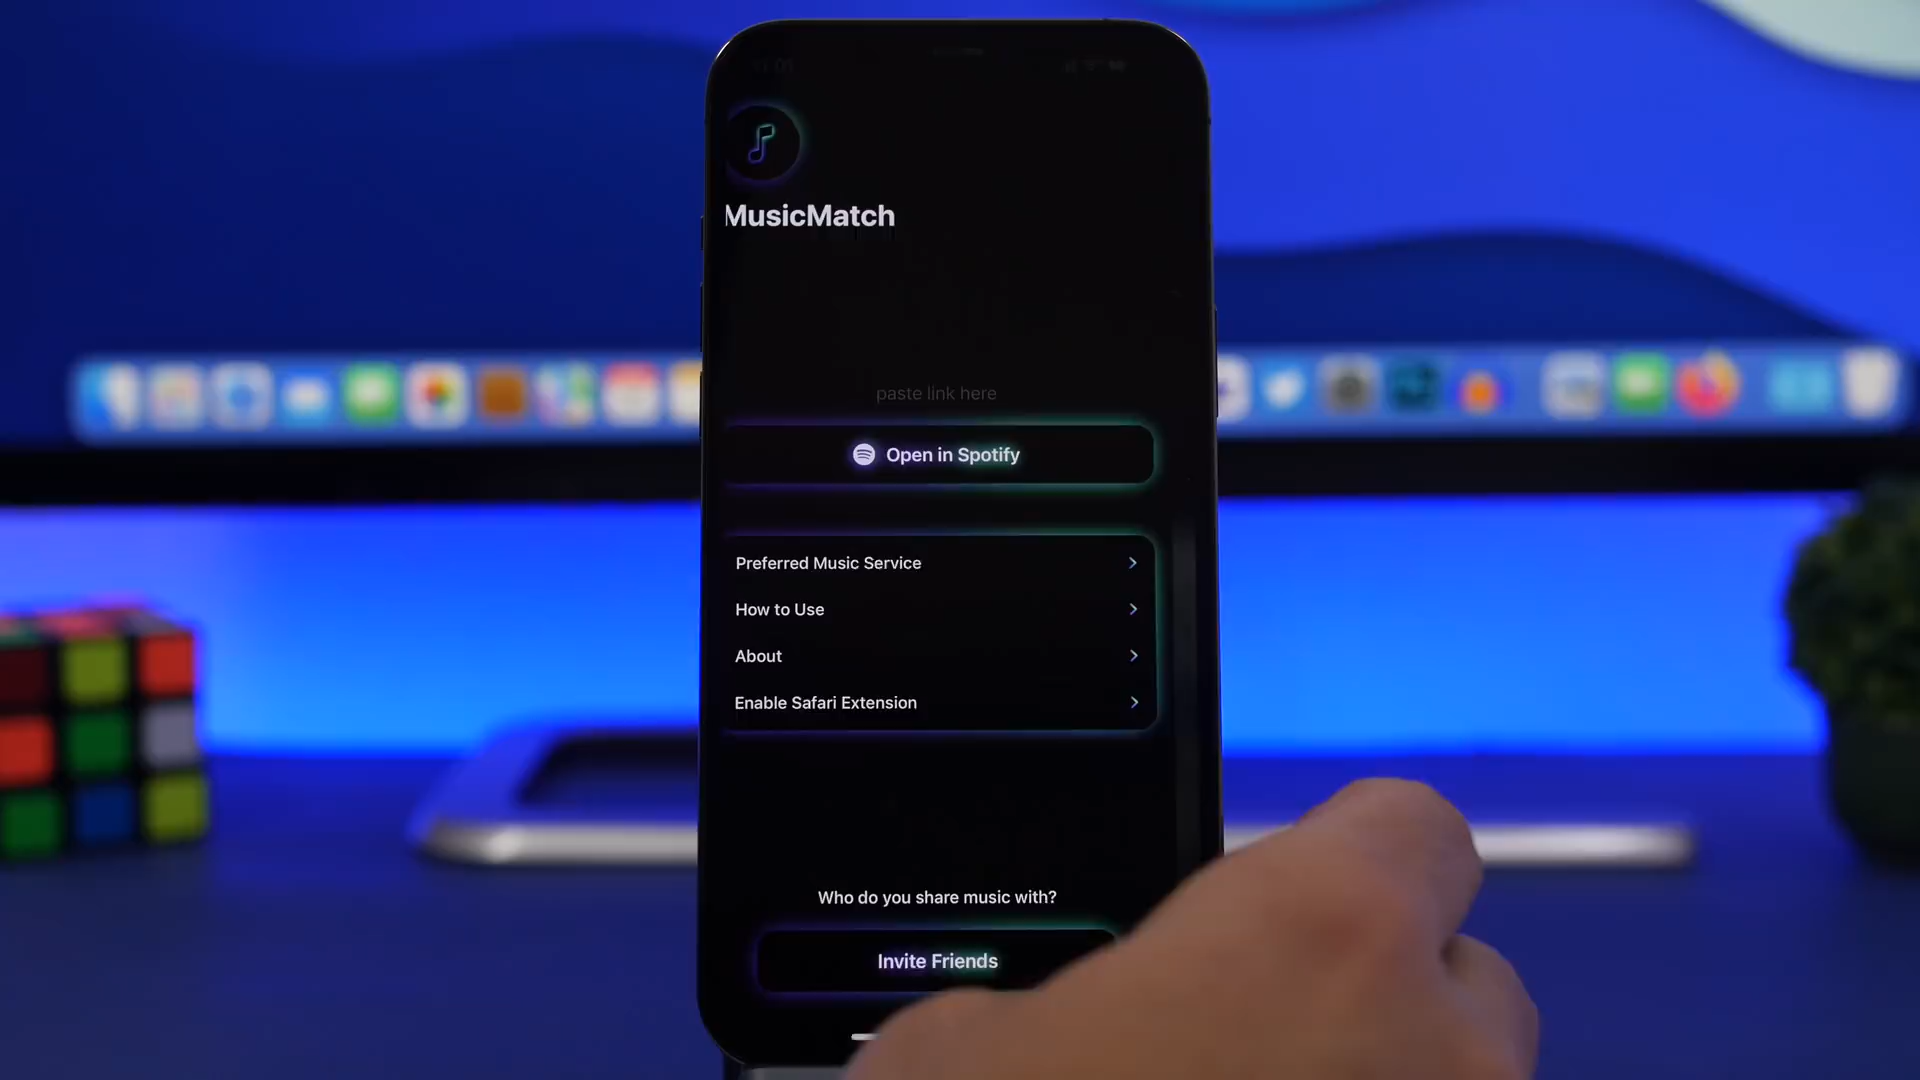 MusicMatch
paste link here
Open in Spotify
Preferred Music Service
How to Use
About
Enable Safari Extension
Who do you share music with?
Invite Friends